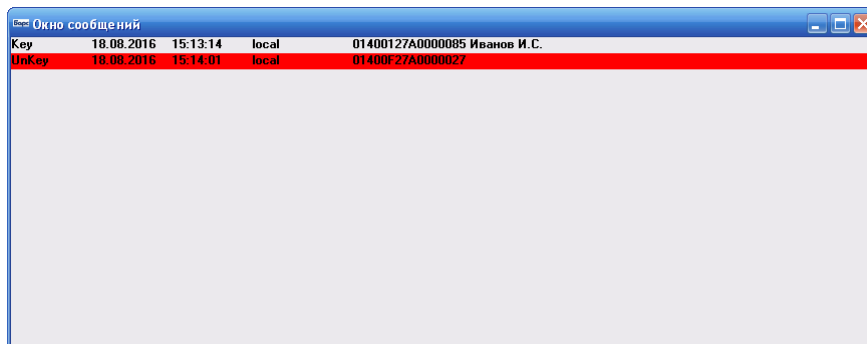 Окно сообщений
Key 18.08.2016 15:13:14 local 01400127A0000085 Иванов И.С.
UnKey 18.08.2016 15:14:01 local 01400F27A0000027